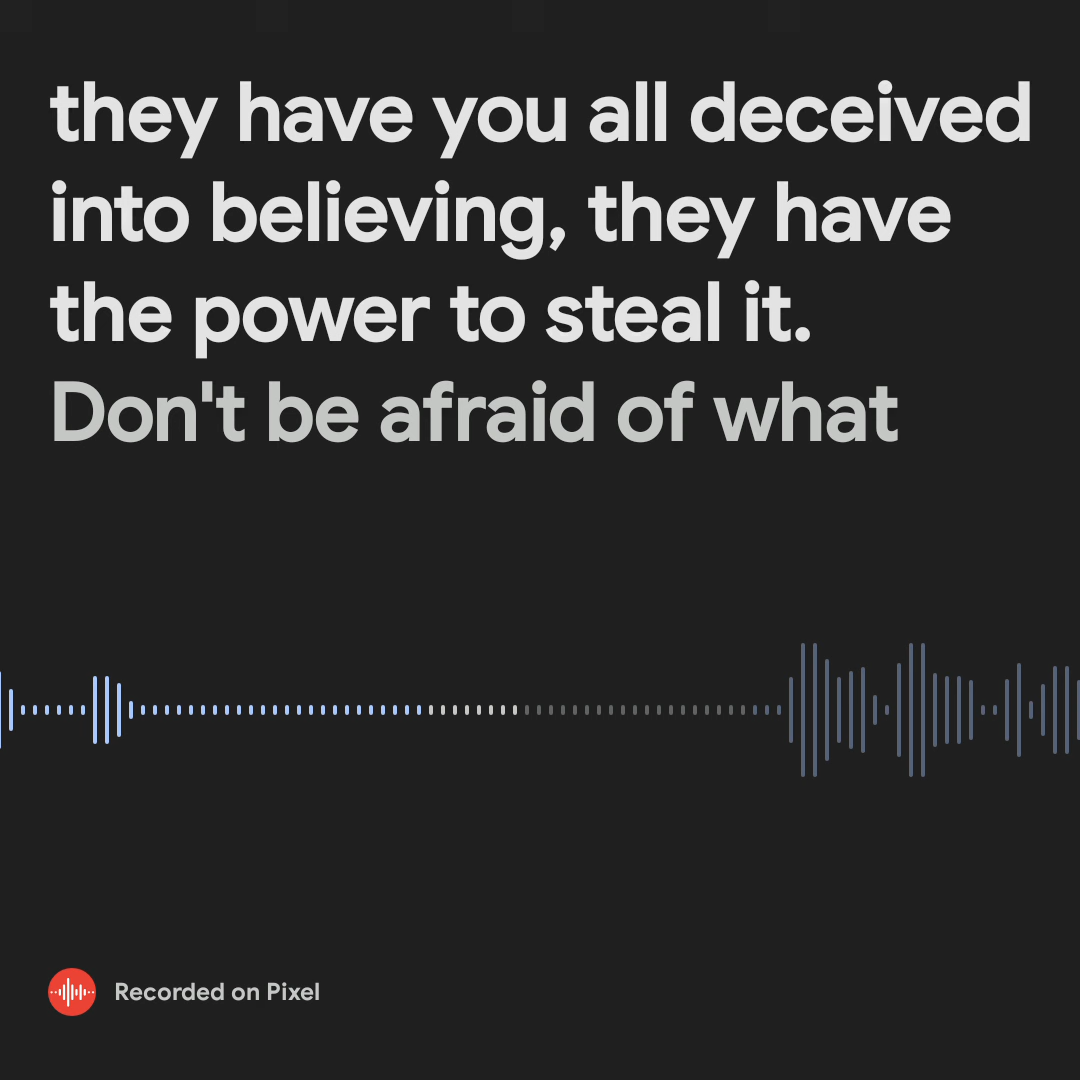 they have you all deceived
into believing, they have
the power to steal it.
Don't be afraid of what
Recorded on Pixel